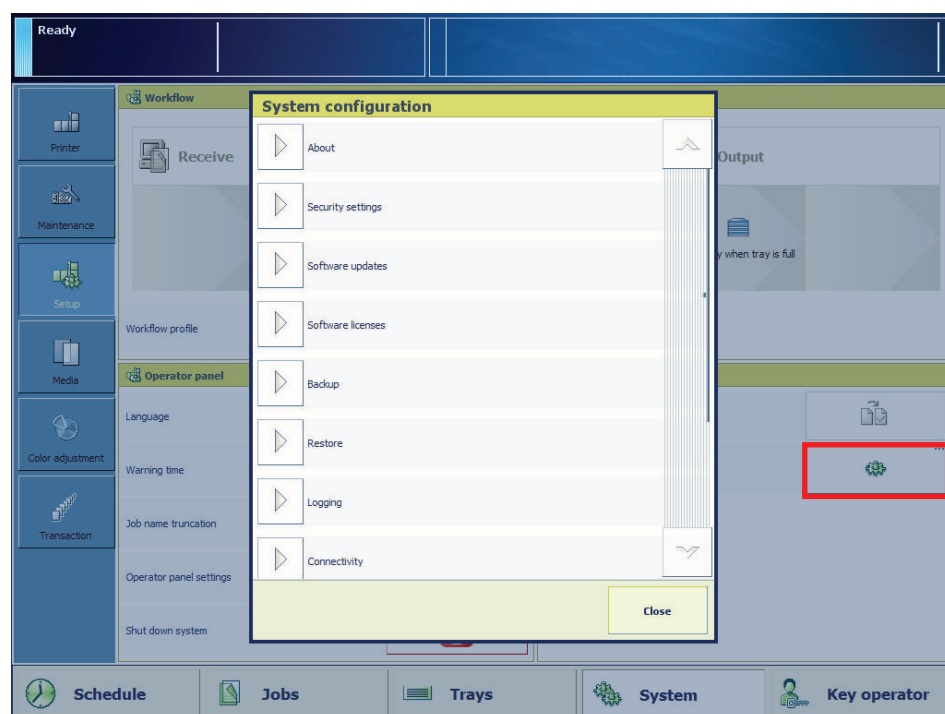 Ready
Printer
Maintenance
Setup
Media
Color adjustment
Transaction
Workflow
Receive
Output
y when tray is full
Workflow profile
Operator panel
Language
Warning time
Job name truncation
Operator panel settings
Shut down system
System configuration
About
Security settings
Software updates
Software licenses
Backup
Restore
Logging
Connectivity
Close
Schedule
Jobs
Trays
System
Key operator